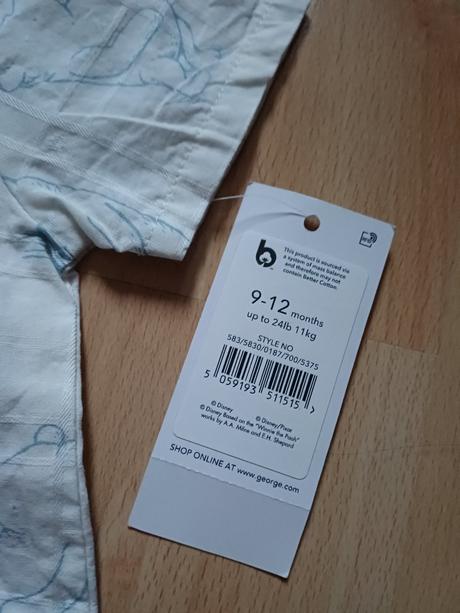 b
This product is sourced via
a system of mass balance
and therefore may not
contain Better Cotton.
9-12 months
up to 24lb 11kg
STYLE NO
583/5830/0187/700/5375
5 059193 511515 >
© Disney
© Disney/Pixar
© Disney Based on the "Winnie the Pooh"
works by A.A. Milne and E.H. Shepard
SHOP ONLINE AT www.george.com